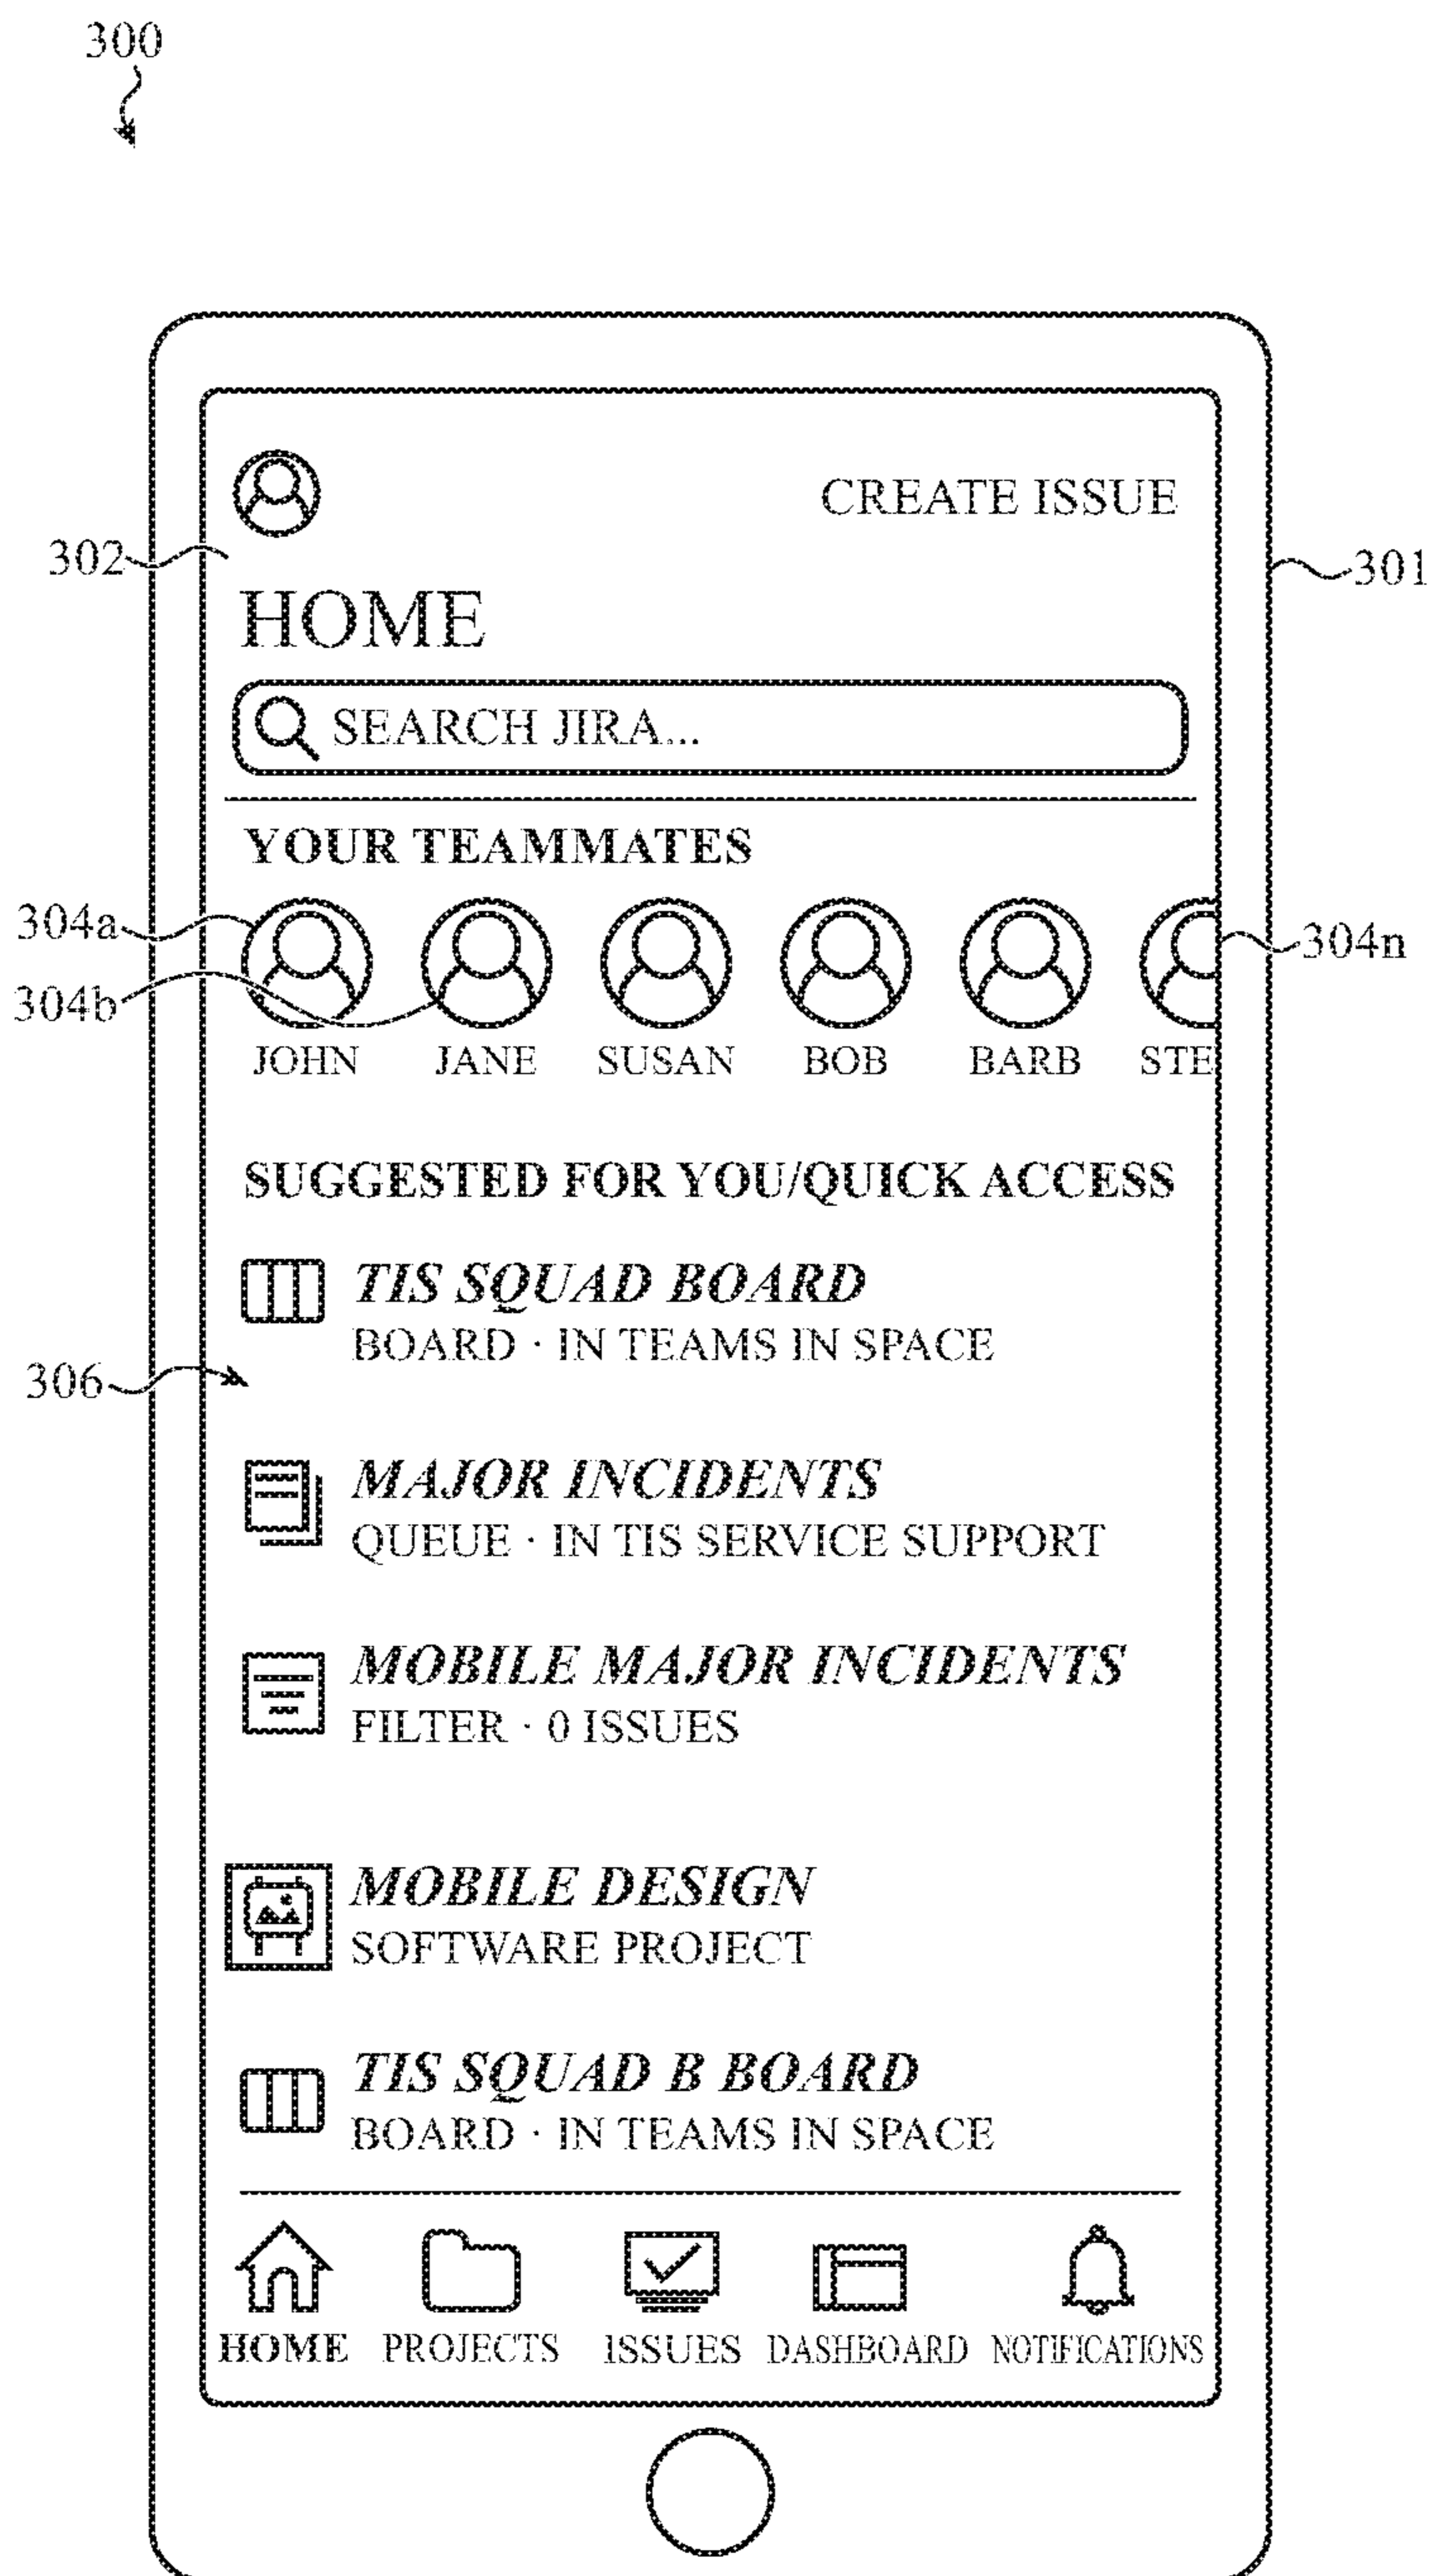 300
CREATE ISSUE
302
301
HOME
SEARCH JIRA...
YOUR TEAMMATES
304a
304n
304b
JOHN JANE SUSAN BOB BARB STE
SUGGESTED FOR YOU/QUICK ACCESS
TIS SQUAD BOARD
BOARD · IN TEAMS IN SPACE
306
MAJOR INCIDENTS
QUEUE · IN TIS SERVICE SUPPORT
MOBILE MAJOR INCIDENTS
FILTER · 0 ISSUES
MOBILE DESIGN
SOFTWARE PROJECT
TIS SQUAD B BOARD
BOARD · IN TEAMS IN SPACE
HOME PROJECTS ISSUES DASHBOARD NOTIFICATIONS